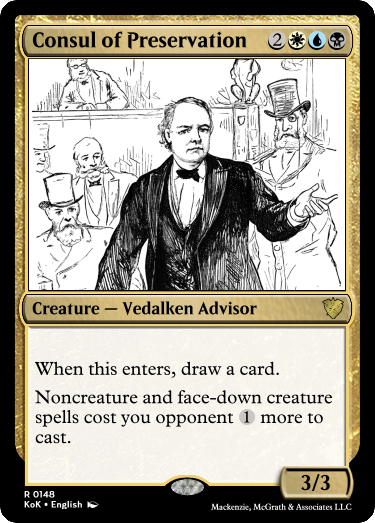 Consul of Preservation 2
Creature — Vedalken Advisor
When this enters, draw a card.
Noncreature and face-down creature
spells cost you opponent 1 more to
cast.
3/3
R 0148
KoK • English
Mackenzie, McGrath & Associates LLC